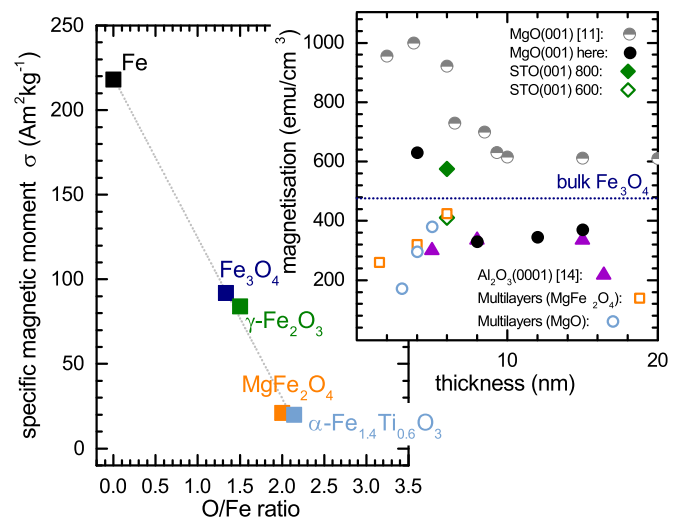 specific magnetic moment σ (Am²kg⁻¹)
250
200
150
100
50
0
0.0 0.5 1.0 1.5 2.0 2.5 3.0 3.5
O/Fe ratio
Fe
Fe₃O₄
γ-Fe₂O₃
MgFe₂O₄
α-Fe₁.₄Ti₀.₆O₃
magnetisation (emu/cm³)
1000
800
600
400
200
10 20
thickness (nm)
MgO(001) [11]:
MgO(001) here:
STO(001) 800:
STO(001) 600:
bulk Fe₃O₄
Al₂O₃(0001) [14]:
Multilayers (MgFe₂O₄):
Multilayers (MgO):